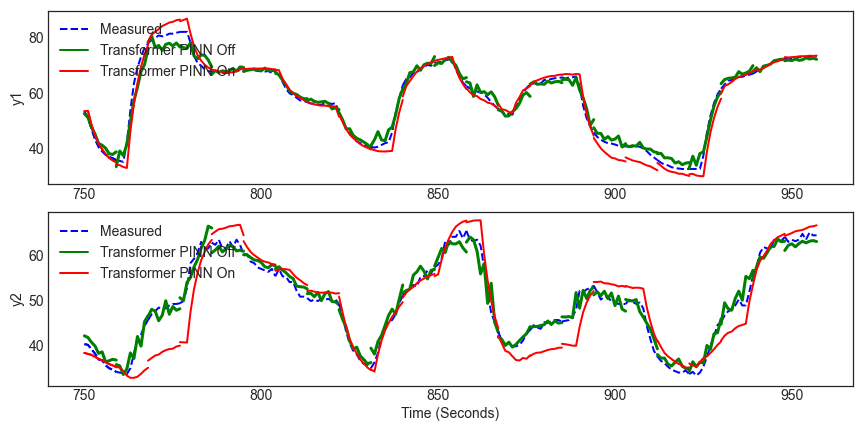 y1
80
60
40
Measured
Transformer PINN Off
Transformer PINN On
750 800 850 900 950
y2
60
50
40
Measured
Transformer PINN Off
Transformer PINN On
750 800 850 900 950
Time (Seconds)